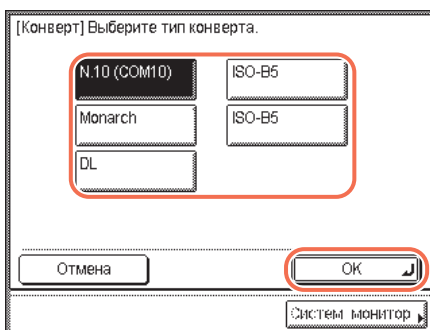 [Конверт] Выберите тип конверта.
N.10 (COM10)
ISO-B5
Monarch
ISO-B5
DL
Отмена
OK
Систем. монитор